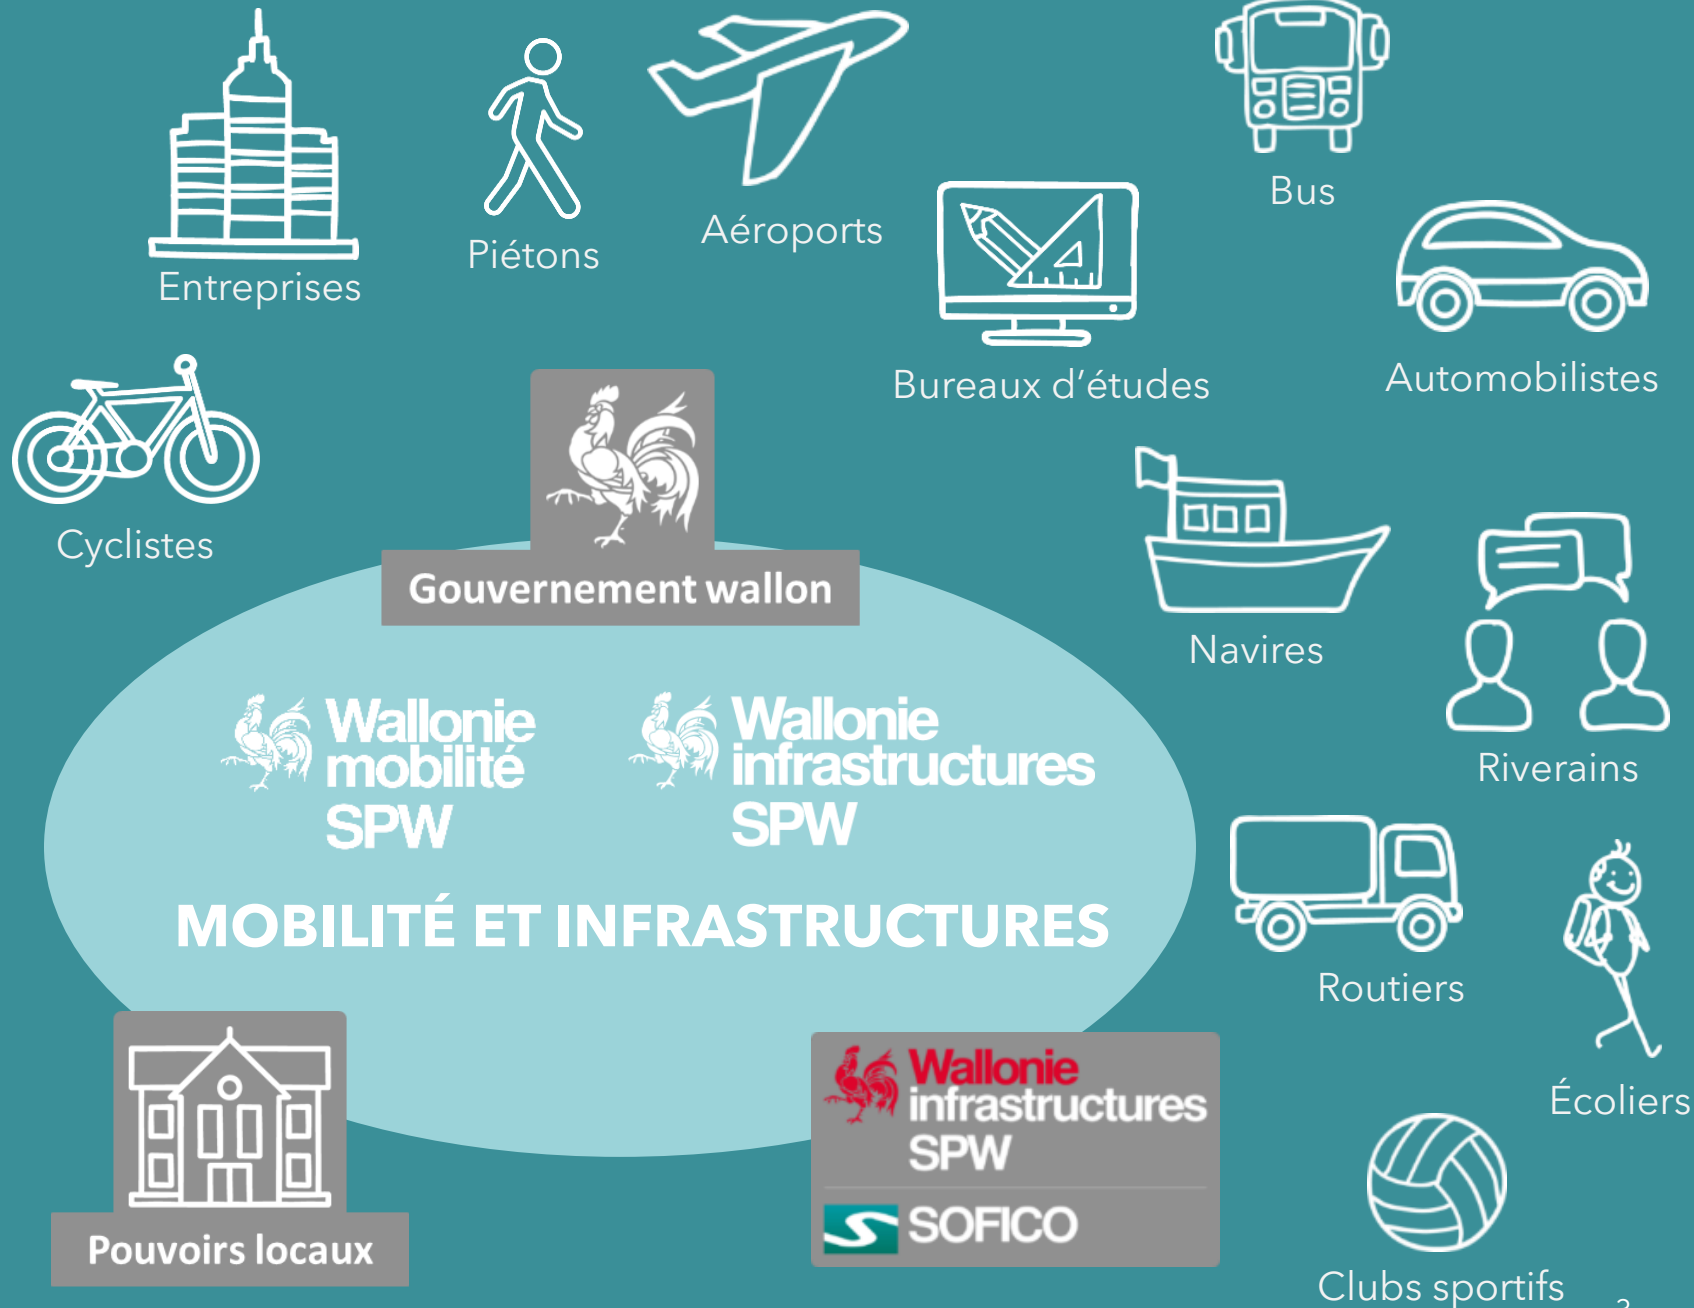 Bus
Aéroports
Piétons
Entreprises
Bureaux d'études
Automobilistes
Cyclistes
Gouvernement wallon
Navires
Wallonie
mobilité
SPW
Wallonie
infrastructures
SPW
Riverains
MOBILITÉ ET INFRASTRUCTURES
Routiers
Écoliers
Wallonie
infrastructures
SPW
SOFICO
Pouvoirs locaux
Clubs sportifs